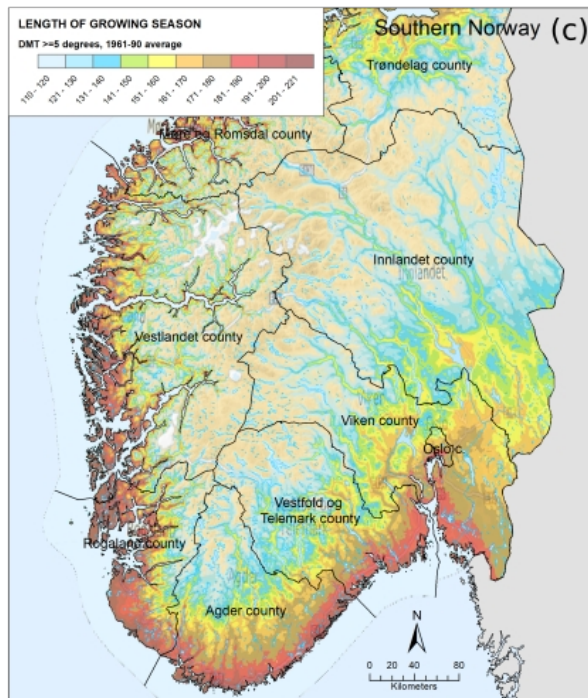 LENGTH OF GROWING SEASON
DMT >=5 degrees, 1961-90 average
110 - 120
121 - 130
131 - 140
141 - 150
151 - 160
161 - 170
171 - 180
181 - 190
191 - 200
201 - 221
Southern Norway (c)
Trøndelag county
Møre og Romsdal county
Innlandet county
Innlandet
Vestlandet county
Viken county
Oslo c
Vestfold og
Telemark county
Rogaland county
Agder
Agder county
N
0 20 40 80
Kilometers